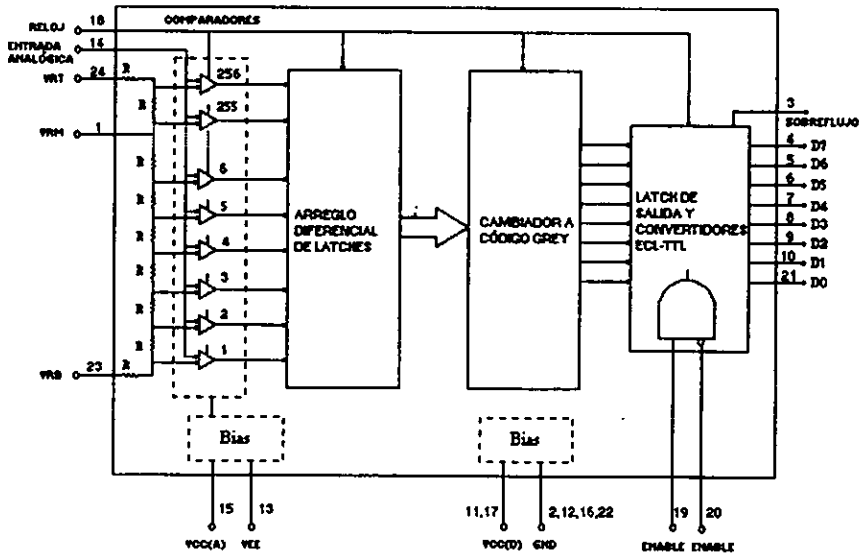 RELOJ 18 COMPARADORES
ENTRADA ANALÓGICA 14
VRT 24 R
R
VRM 1
R
R
R
R
R
R
VRB 23 R
256
255
6
5
4
3
2
1
ARREGLO
DIFERENCIAL
DE LATCHES
CAMBIADOR A
CÓDIGO GREY
LATCH DE
SALIDA Y
CONVERTIDORES
ECL-TTL
3
SOBREFLUJO
4 D7
5 D6
6 D5
7 D4
8 D3
9 D2
10 D1
21 D0
Bias
Bias
15 13
11,17 2,12,16,22
19 20
VCC(A) VEE
VCC(D) GND
ENABLE ENABLE